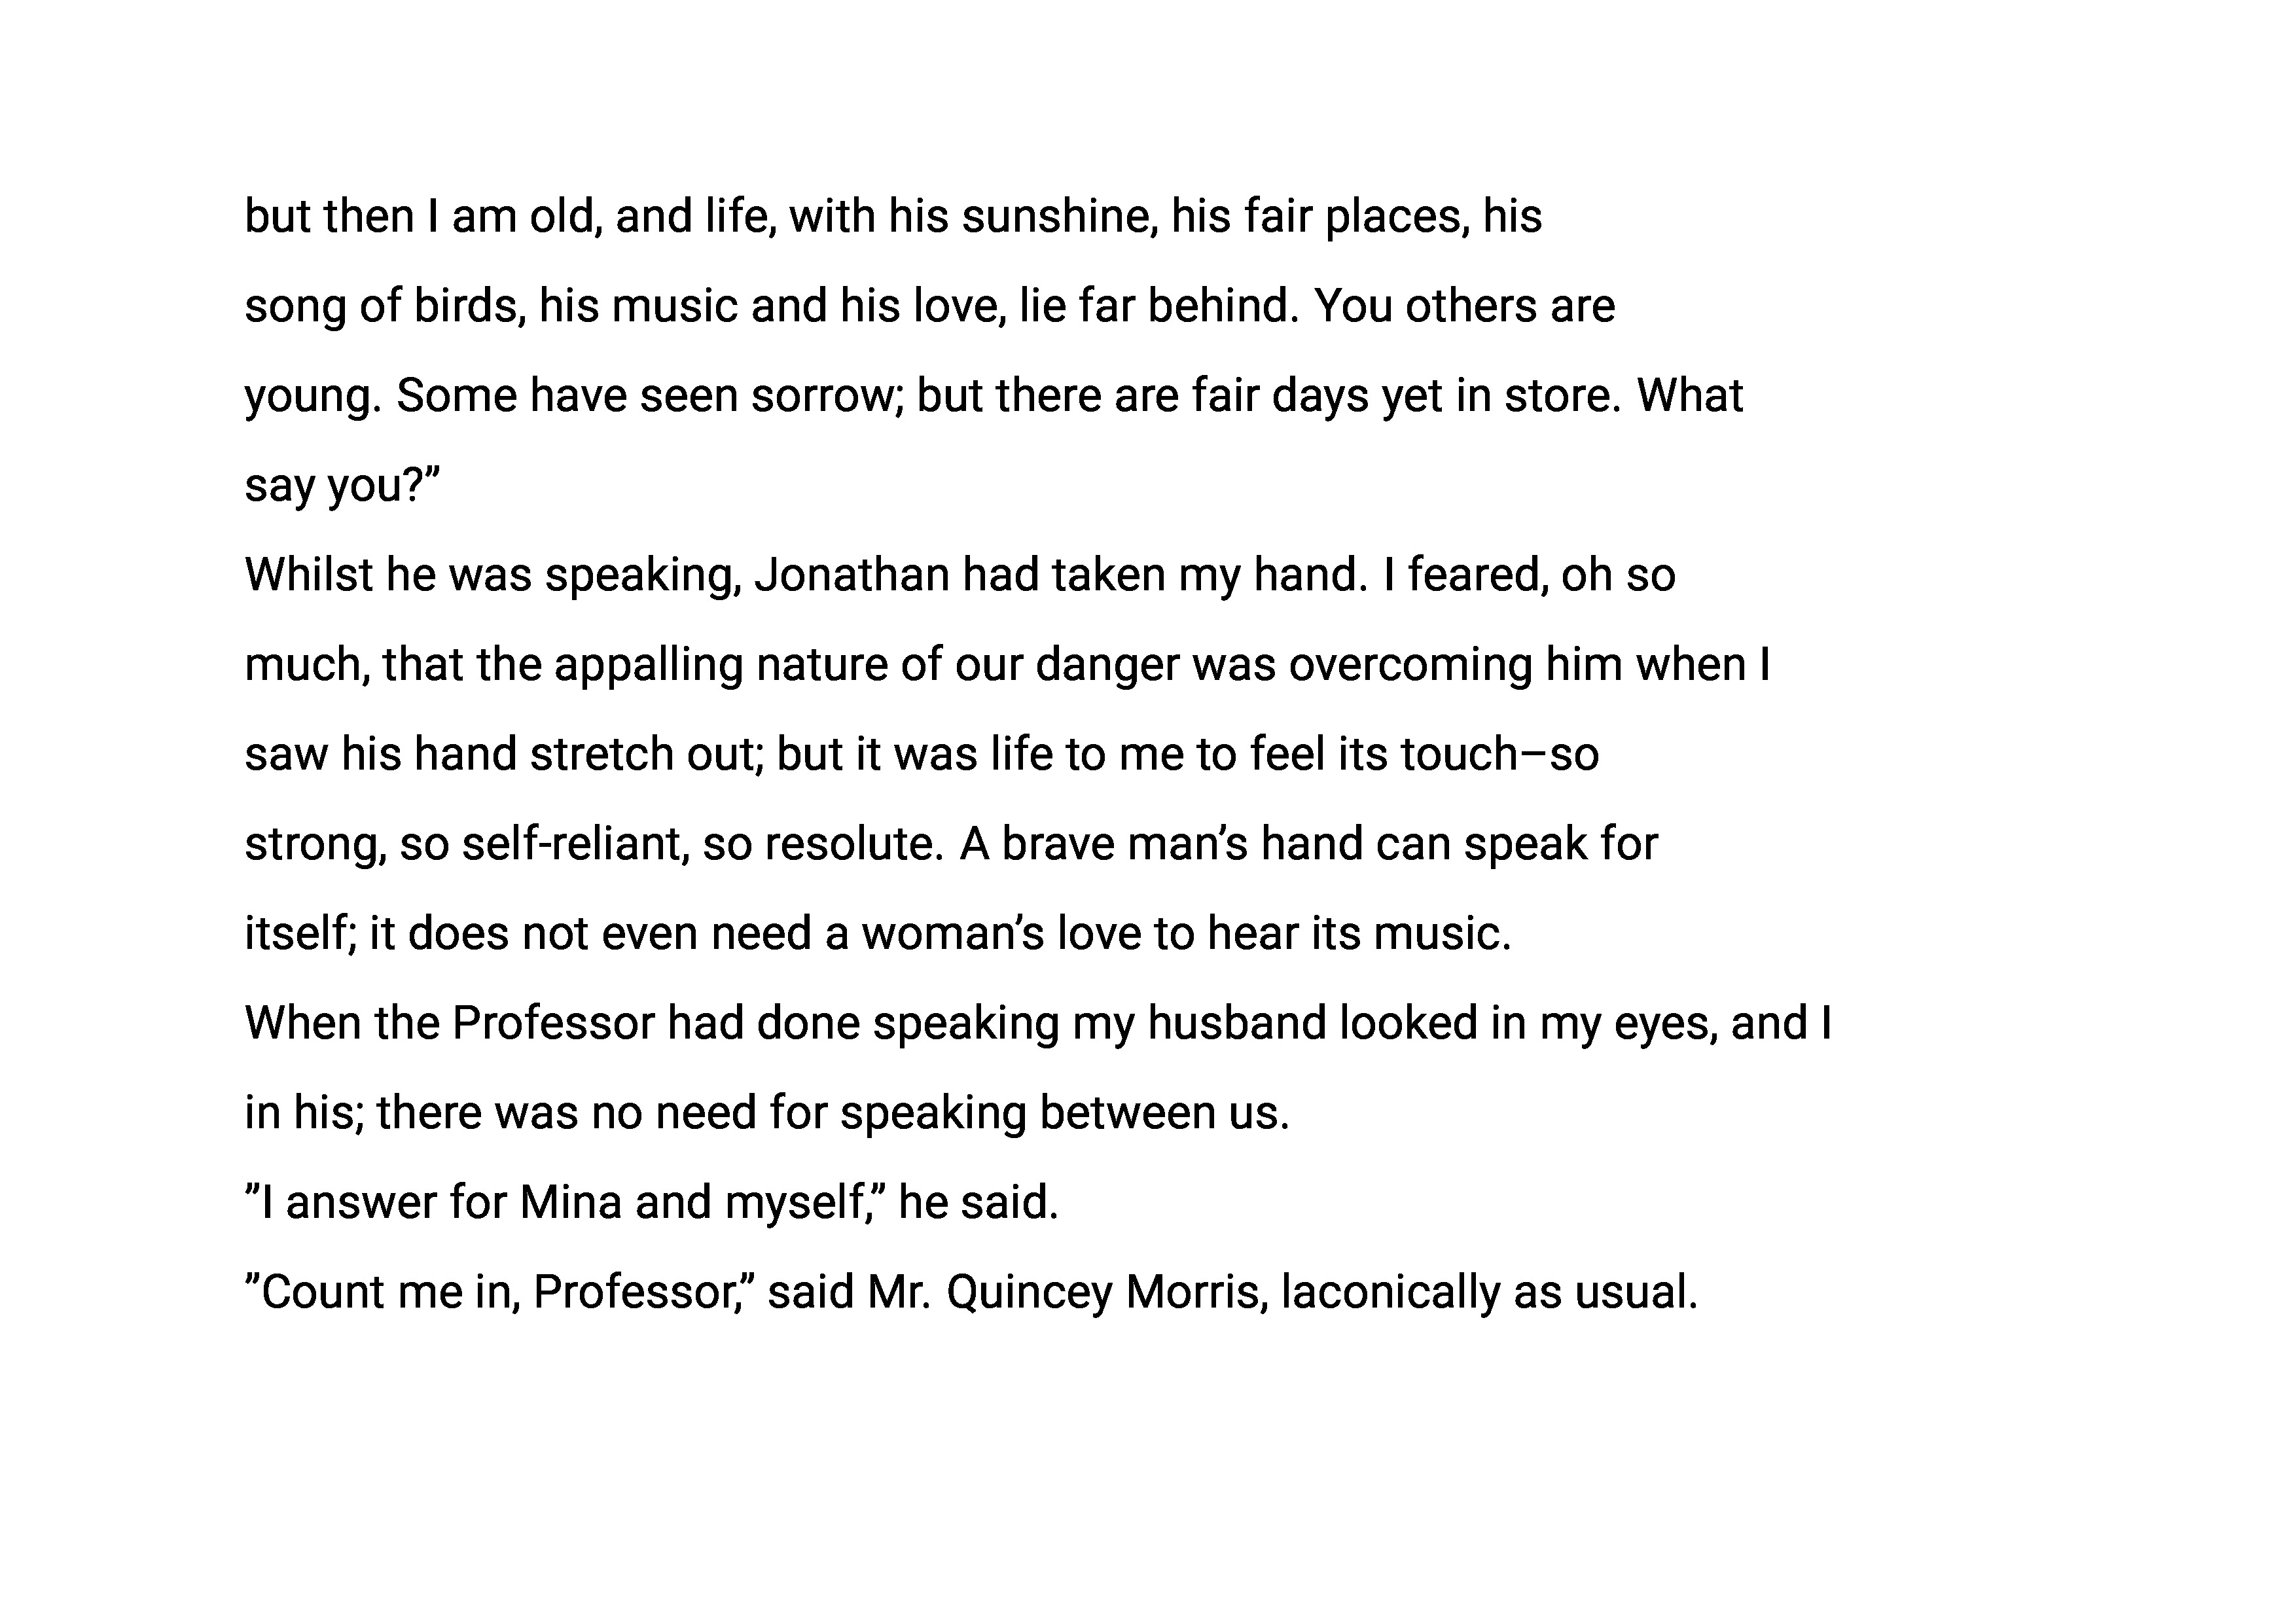 but then I am old, and life, with his sunshine, his fair places, his
song of birds, his music and his love, lie far behind. You others are
young. Some have seen sorrow; but there are fair days yet in store. What
say you?”
Whilst he was speaking, Jonathan had taken my hand. I feared, oh so
much, that the appalling nature of our danger was overcoming him when I
saw his hand stretch out; but it was life to me to feel its touch–so
strong, so self-reliant, so resolute. A brave man’s hand can speak for
itself; it does not even need a woman’s love to hear its music.
When the Professor had done speaking my husband looked in my eyes, and I
in his; there was no need for speaking between us.
”I answer for Mina and myself,” he said.
”Count me in, Professor,” said Mr. Quincey Morris, laconically as usual.